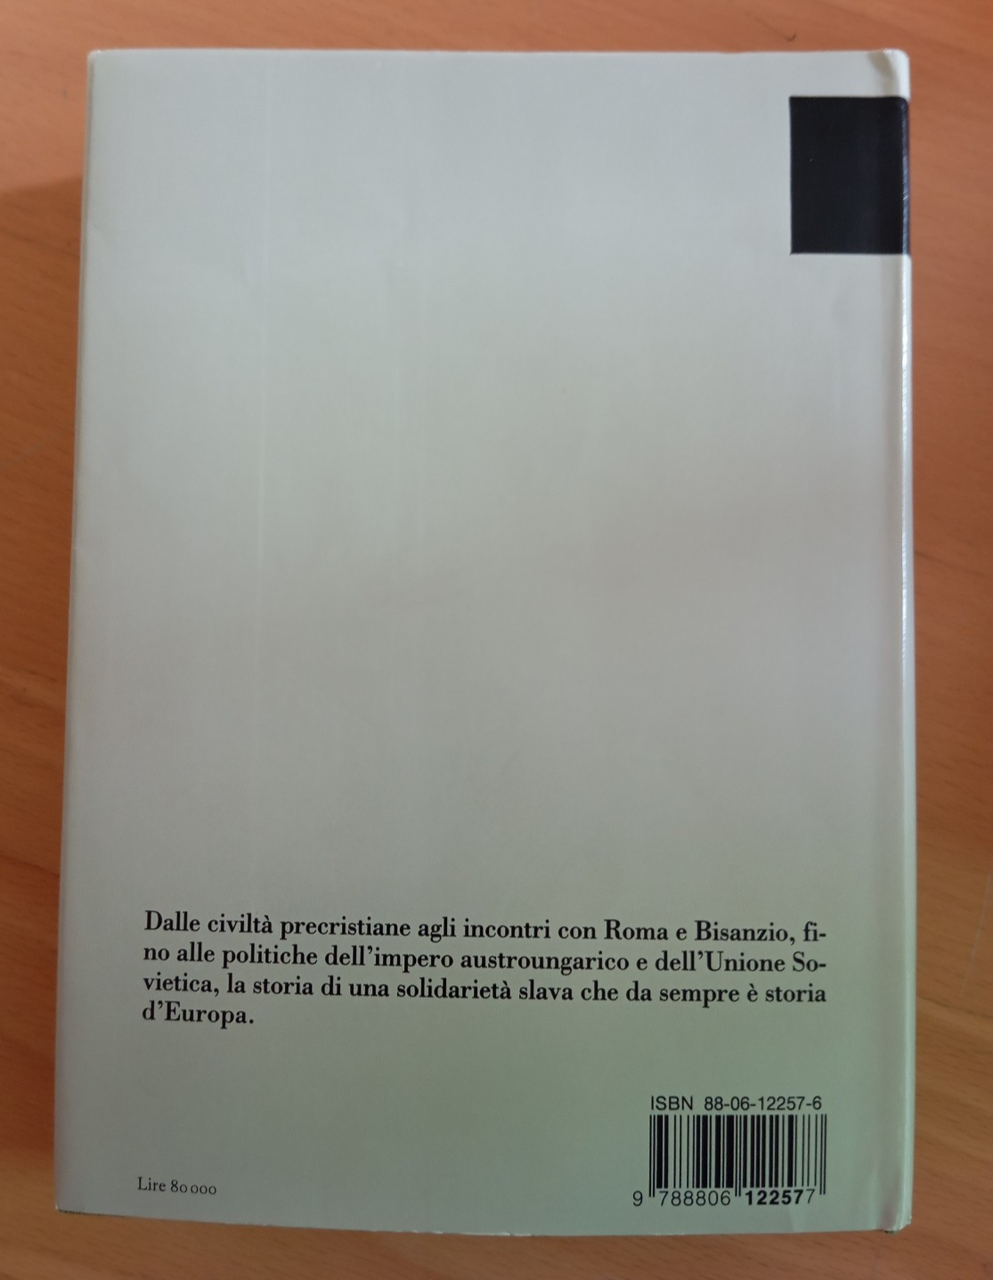 Dalle civiltà precristiane agli incontri con Roma e Bisanzio, fi-
no alle politiche dell'impero austroungarico e dell'Unione So-
vietica, la storia di una solidarietà slava che da sempre è storia
d'Europa.
ISBN 88-06-12257-6
Lire 80 000
9 788806 122577